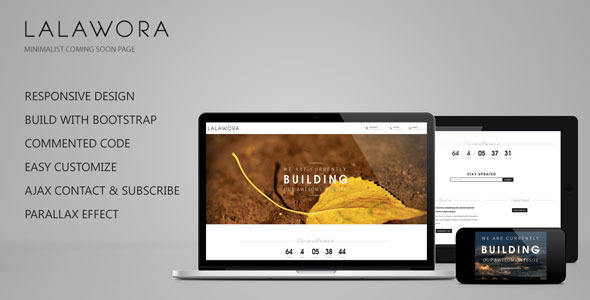 LALAWORA
MINIMALIST COMING SOON PAGE
RESPONSIVE DESIGN
BUILD WITH BOOTSTRAP
COMMENTED CODE
EASY CUSTOMIZE
AJAX CONTACT & SUBSCRIBE
PARALLAX EFFECT
LALAWORA
WE ARE CURRENTLY
BUILDING
OUR AWESOME WEBSITE
64 4 05 38 44
64 4 05 37 31
STAY UPDATED
WE ARE CURRENTLY
BUILDING
OUR AWESOME WEBSITE